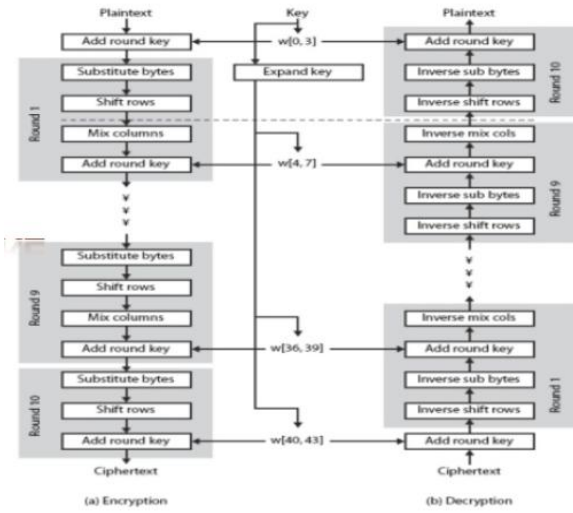 Plaintext
Add round key
Round 1
Substitute bytes
Shift rows
Mix columns
Add round key
Round 9
Substitute bytes
Shift rows
Mix columns
Add round key
Round 10
Substitute bytes
Shift rows
Add round key
Ciphertext
(a) Encryption
Key
w[0, 3]
Expand key
w[4, 7]
w[36, 39]
w[40, 43]
Plaintext
Add round key
Round 10
Inverse sub bytes
Inverse shift rows
Inverse mix cols
Round 9
Add round key
Inverse sub bytes
Inverse shift rows
Inverse mix cols
Round 1
Add round key
Inverse sub bytes
Inverse shift rows
Add round key
Ciphertext
(b) Decryption